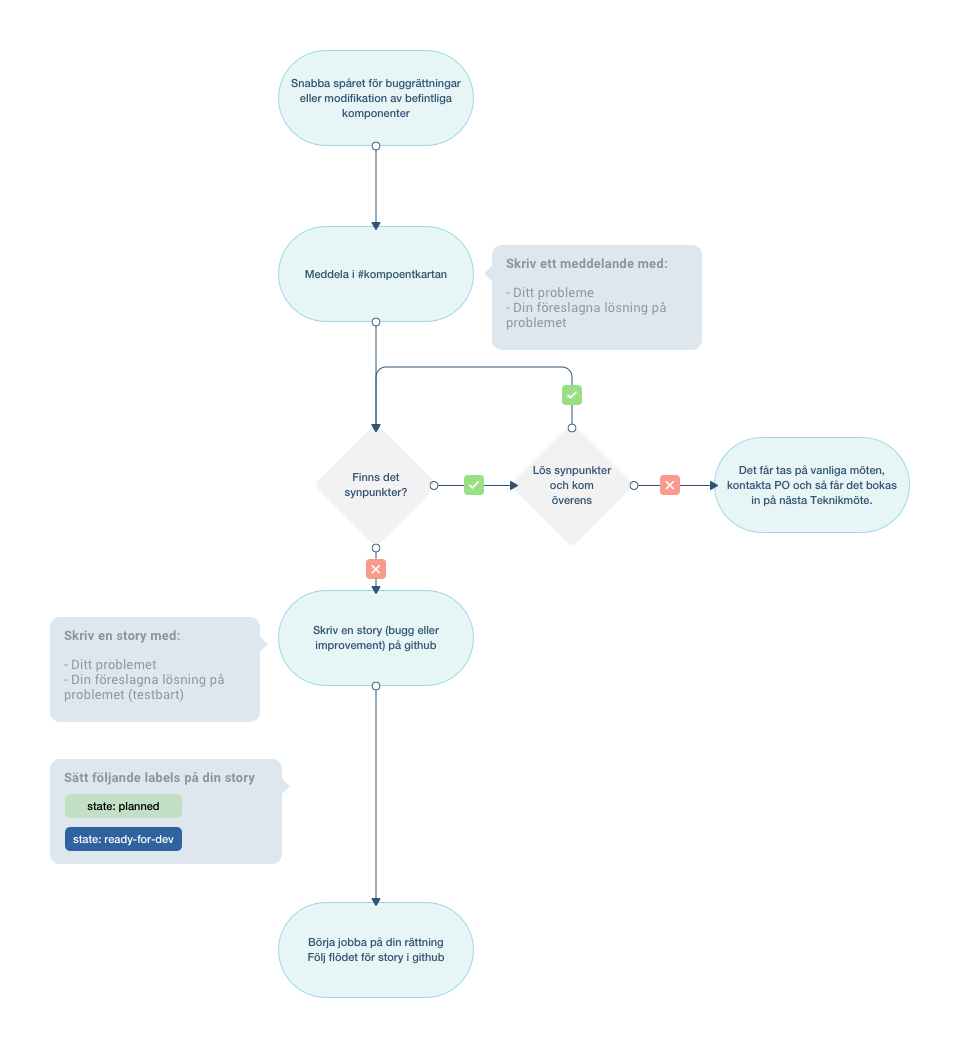 Snabba spåret för buggrättningar
eller modifikation av befintliga
komponenter
Meddela i #kompoentkartan
Skriv ett meddelande med:
- Ditt probleme
- Din föreslagna lösning på
problemet
Finns det
synpunkter?
Lös synpunkter
och kom
överens
Det får tas på vanliga möten,
kontakta PO och så får det bokas
in på nästa Teknikmöte.
Skriv en story (bugg eller
improvement) på github
Skriv en story med:
- Ditt problemet
- Din föreslagna lösning på
problemet (testbart)
Sätt följande labels på din story
state: planned
state: ready-for-dev
Börja jobba på din rättning
Följ flödet för story i github